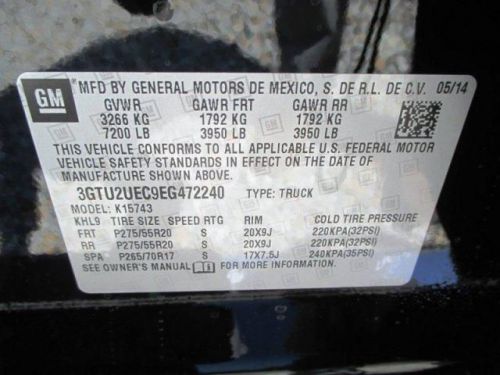 GM
MFD BY GENERAL MOTORS DE MEXICO, S. DE R.L. DE C.V. 05/14
GVWR GAWR FRT GAWR RR
3266 KG 1792 KG 1792 KG
7200 LB 3950 LB 3950 LB
THIS VEHICLE CONFORMS TO ALL APPLICABLE U.S. FEDERAL MOTOR
VEHICLE SAFETY STANDARDS IN EFFECT ON THE DATE OF
MANUFACTURE SHOWN ABOVE.
3GTU2UEC9EG472240 TYPE: TRUCK
MODEL: K15743
KHL9 TIRE SIZE SPEED RTG RIM COLD TIRE PRESSURE
FRT P275/55R20 S 20X9J 220KPA(32PSI)
RR P275/55R20 S 20X9J 220KPA(32PSI)
SPA P265/70R17 S 17X7.5J 240KPA(35PSI)
SEE OWNER'S MANUAL FOR MORE INFORMATION.